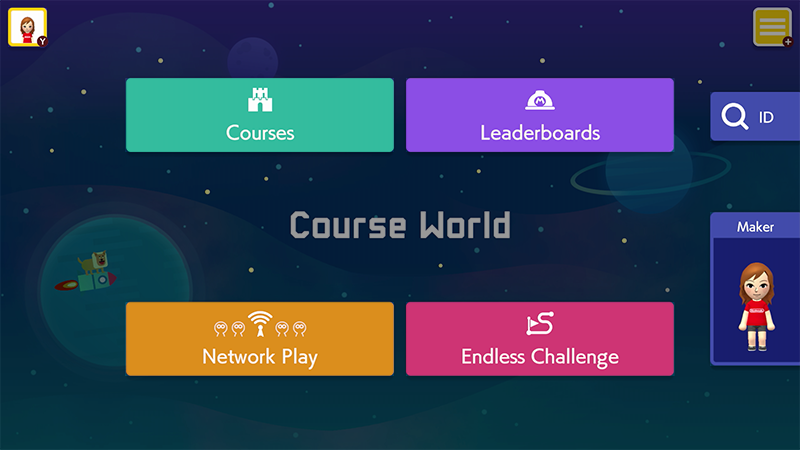 Y
+
Courses
M
Leaderboards
ID
Course World
Maker
Network Play
Endless Challenge